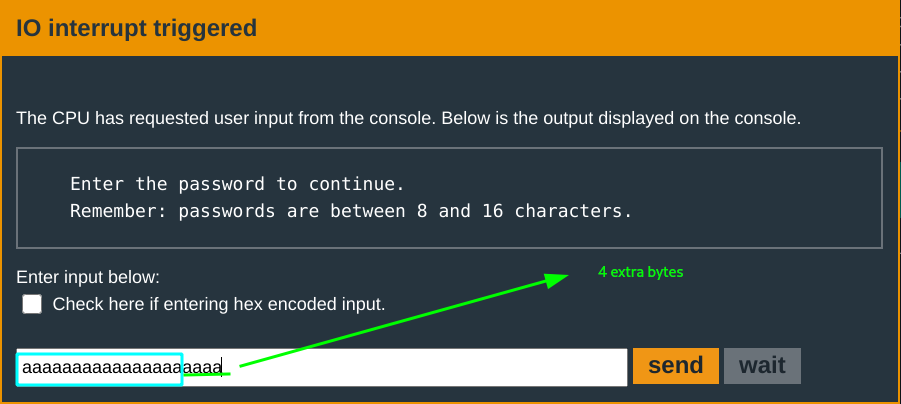 IO interrupt triggered
The CPU has requested user input from the console. Below is the output displayed on the console.
Enter the password to continue.
Remember: passwords are between 8 and 16 characters.
4 extra bytes
Enter input below:
Check here if entering hex encoded input.
aaaaaaaaaaaaaaaaaaaa
send
wait